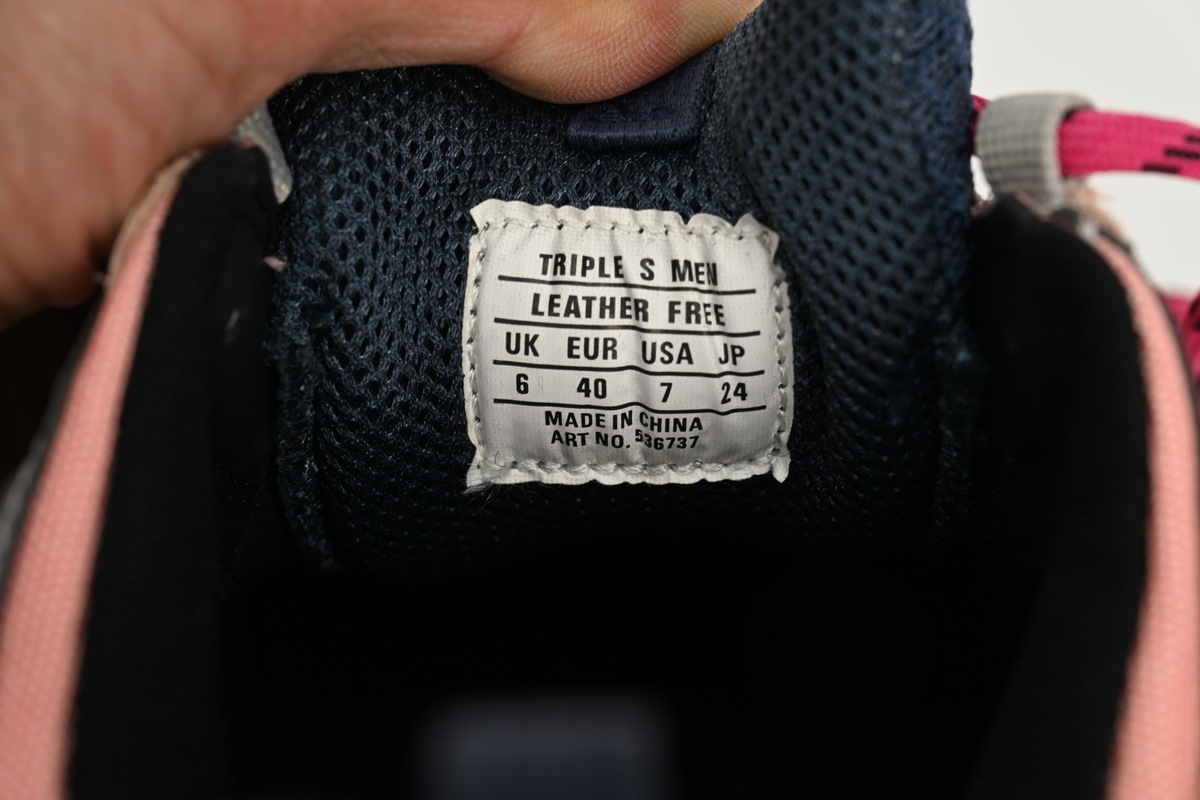 TRIPLE S MEN
LEATHER FREE
UK EUR USA JP
6 40 7 24
MADE IN CHINA
ART NO. 536737